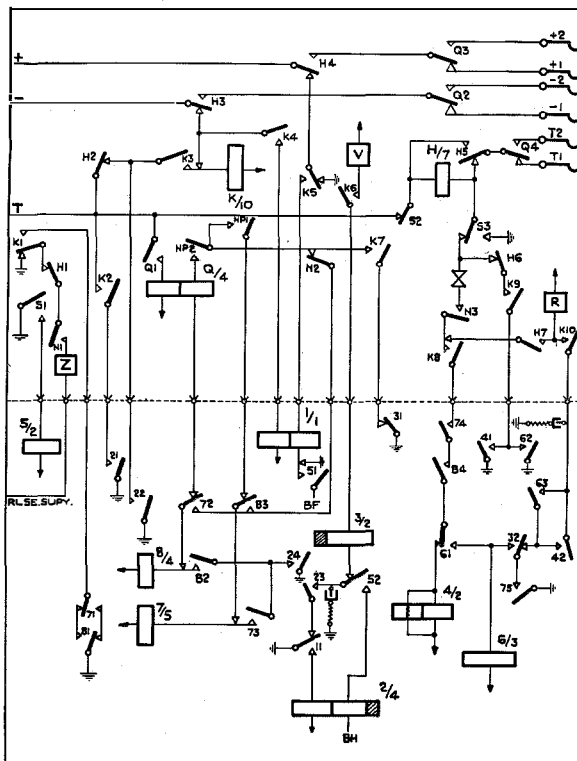 +2
Q3
H4
+
+1
-2
-
H3
Q2
-1
K4
V
T2
H2
K3
H/7
H5
Q4
T1
K/10
K5
K6
T
NP1
S2
S3
K1
NP2
K7
H6
H1
K2
Q1
Q/4
N2
K9
R
S1
N3
H7
K10
N1
K8
Z
5/2
1/1
31
74
41
62
21
51
B4
RLSE.SUPY.
22
BF
63
72
B3
3/2
61
32
8/4
B2
24
52
42
23
4/2
75
71
7/5
73
81
11
6/3
2/4
BH